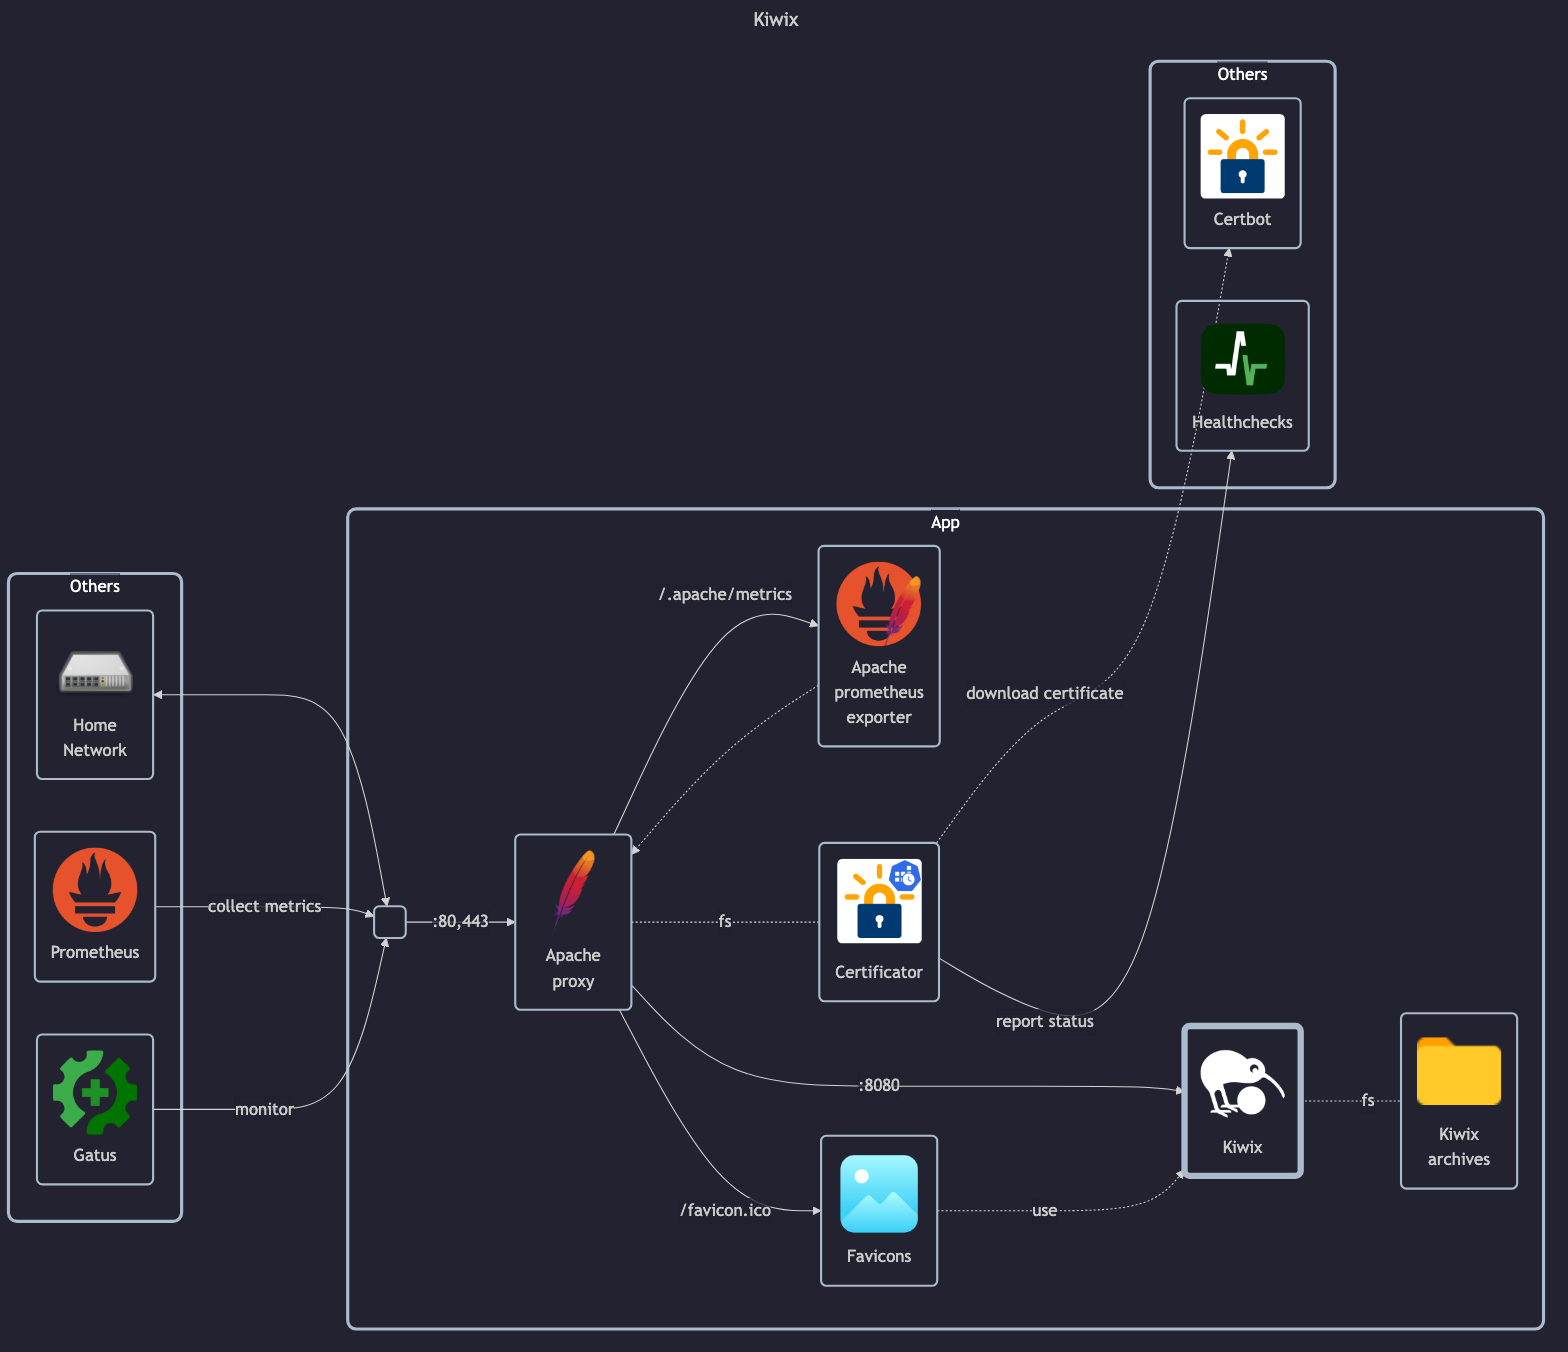 Kiwix
Others
Certbot
Healthchecks
App
Others
Home
Network
Prometheus
Gatus
collect metrics
monitor
:80,443
Apache
proxy
/.apache/metrics
Apache
prometheus
exporter
download certificate
fs
Certificator
report status
:8080
/favicon.ico
Favicons
use
Kiwix
fs
Kiwix
archives